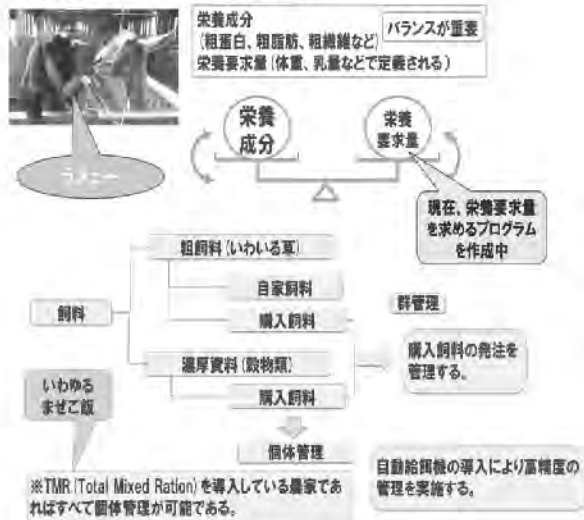 栄養成分
(粗蛋白、粗脂肪、粗繊維など)
栄養要求量(体重、乳量などで定義される)
バランスが重要
栄養
成分
栄養
要求量
現在、栄養要求量
を求めるプログラム
を作成中
粗飼料(いわいる草)
自家飼料
購入飼料
飼料
群管理
濃厚資料(穀物類)
購入飼料
購入飼料の発注を
管理する。
いわゆる
まぜご飯
個体管理
※TMR(Total Mixed Ration)を導入している農家であ
ればすべて個体管理が可能である。
自動給餌機の導入により高精度の
管理を実施する。